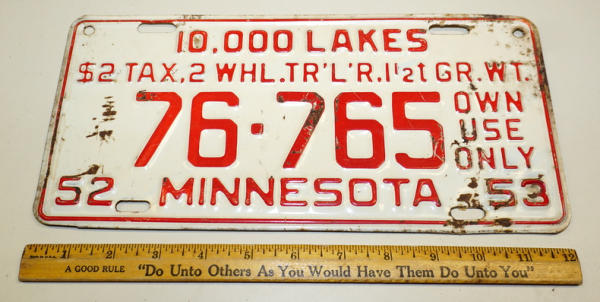 10,000 LAKES
$2 TAX, 2 WHL. TR'L'R. 1½ t GR. WT.
76·765
OWN
USE
ONLY
52 MINNESOTA 53
1 2 3 4 5 6 7 8 9 10 11 12
A GOOD RULE "Do Unto Others As You Would Have Them Do Unto You"